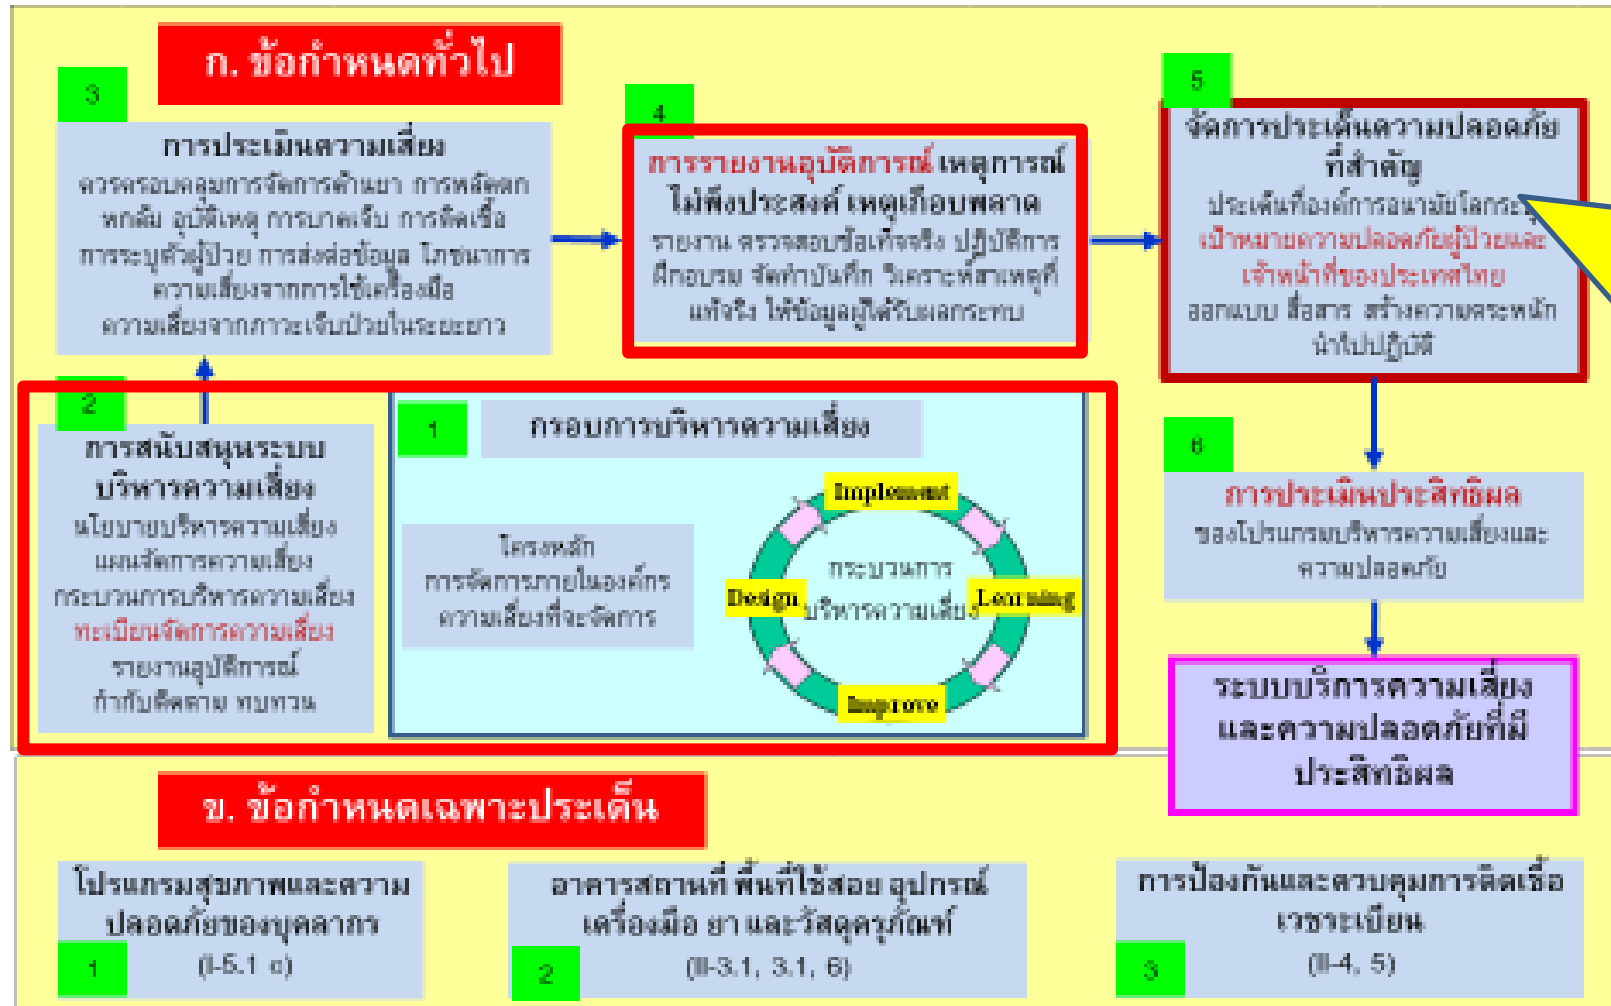 ก. ข้อกำหนดทั่วไป
3
การประเมินความเสี่ยง
ควรครอบคลุมการจัดการด้านยา การพลัดตก
หกล้ม อุบัติเหตุ การบาดเจ็บ การติดเชื้อ
การระบุตัวผู้ป่วย การส่งต่อข้อมูล โภชนาการ
ความเสี่ยงจากการใช้เครื่องมือ
ความเสี่ยงจากภาวะเจ็บป่วยในระยะยาว
4
การรายงานอุบัติการณ์ เหตุการณ์
ไม่พึงประสงค์ เหตุเกือบพลาด
รายงาน ตรวจสอบข้อเท็จจริง ปฏิบัติการ
ฝึกอบรม จัดทำบันทึก วิเคราะห์สาเหตุที่
แท้จริง ให้ข้อมูลผู้ได้รับผลกระทบ
5
จัดการประเด็นความปลอดภัย
ที่สำคัญ
ประเด็นที่องค์การอนามัยโลกระบุ
เป้าหมายความปลอดภัยผู้ป่วยและ
เจ้าหน้าที่ของประเทศไทย
ออกแบบ สื่อสาร สร้างความตระหนัก
นำไปปฏิบัติ
2
การสนับสนุนระบบ
บริหารความเสี่ยง
นโยบายบริหารความเสี่ยง
แผนจัดการความเสี่ยง
กระบวนการบริหารความเสี่ยง
ทะเบียนจัดการความเสี่ยง
รายงานอุบัติการณ์
กำกับติดตาม ทบทวน
1
กรอบการบริหารความเสี่ยง
โครงหลัก
การจัดการภายในองค์กร
ความเสี่ยงที่จะจัดการ
Implement
กระบวนการ
บริหารความเสี่ยง
Design
Learning
Improve
6
การประเมินประสิทธิผล
ของโปรแกรมบริหารความเสี่ยงและ
ความปลอดภัย
ระบบบริการความเสี่ยง
และความปลอดภัยที่มี
ประสิทธิผล
ข. ข้อกำหนดเฉพาะประเด็น
โปรแกรมสุขภาพและความ
ปลอดภัยของบุคลากร
(I-5.1 c)
1
อาคารสถานที่ พื้นที่ใช้สอย อุปกรณ์
เครื่องมือ ยา และวัสดุครุภัณฑ์
(II-3.1, 3.1, 6)
2
การป้องกันและควบคุมการติดเชื้อ
เวชระเบียน
(II-4, 5)
3